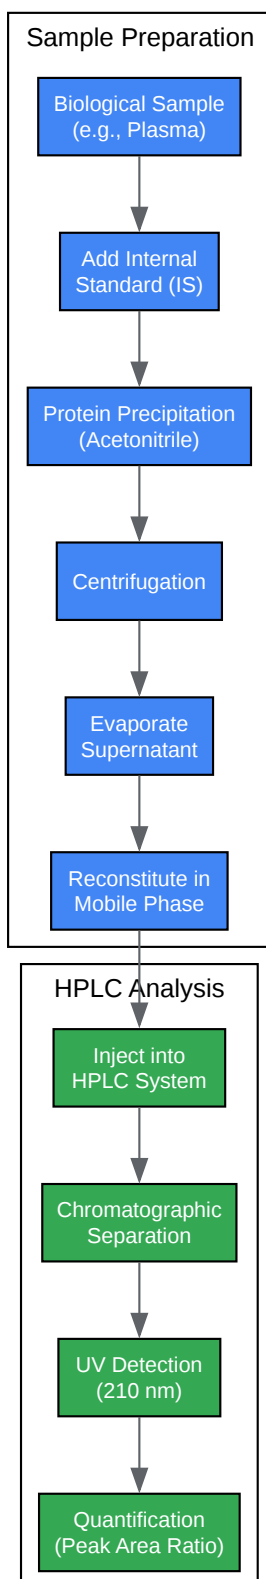 Sample Preparation
Biological Sample
(e.g., Plasma)
Add Internal
Standard (IS)
Protein Precipitation
(Acetonitrile)
Centrifugation
Evaporate
Supernatant
Reconstitute in
Mobile Phase
HPLC Analysis
Inject into
HPLC System
Chromatographic
Separation
UV Detection
(210 nm)
Quantification
(Peak Area Ratio)